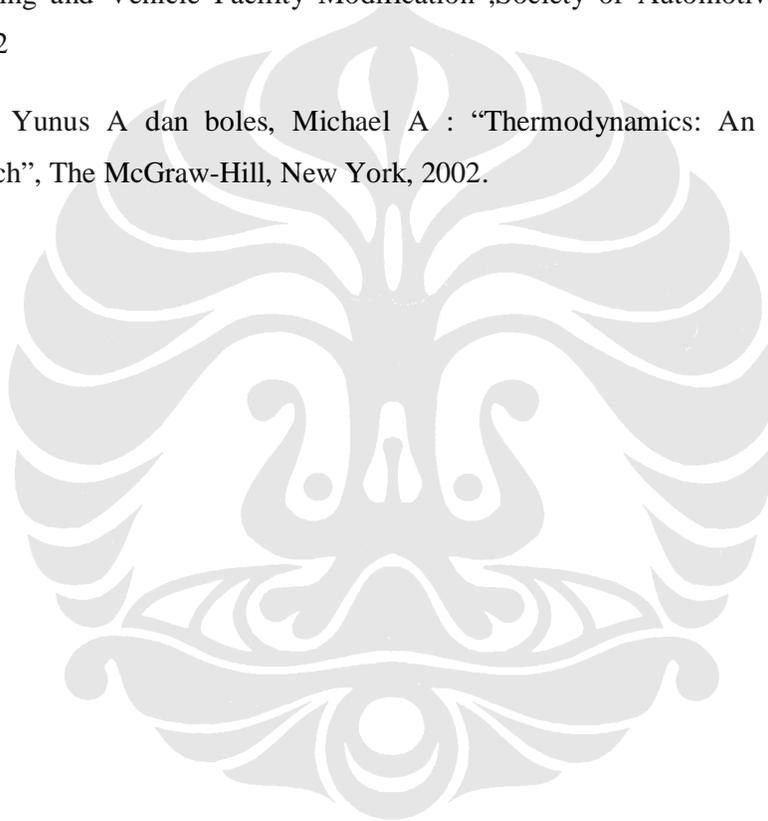 ing and Vehicle Facility Modification ,Society of Automotiv
2
Yunus A dan boles, Michael A : “Thermodynamics: An
ch”, The McGraw-Hill, New York, 2002.